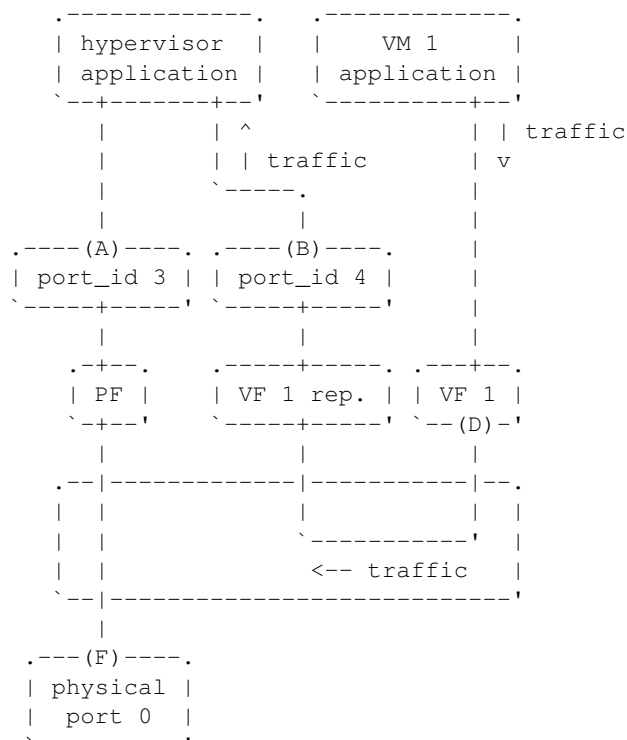 hypervisor VM 1
application application
traffic
traffic
(A) (B)
port_id 3 port_id 4
PF VF 1 rep. VF 1
(D)
<-- traffic
(F)
physical
port 0